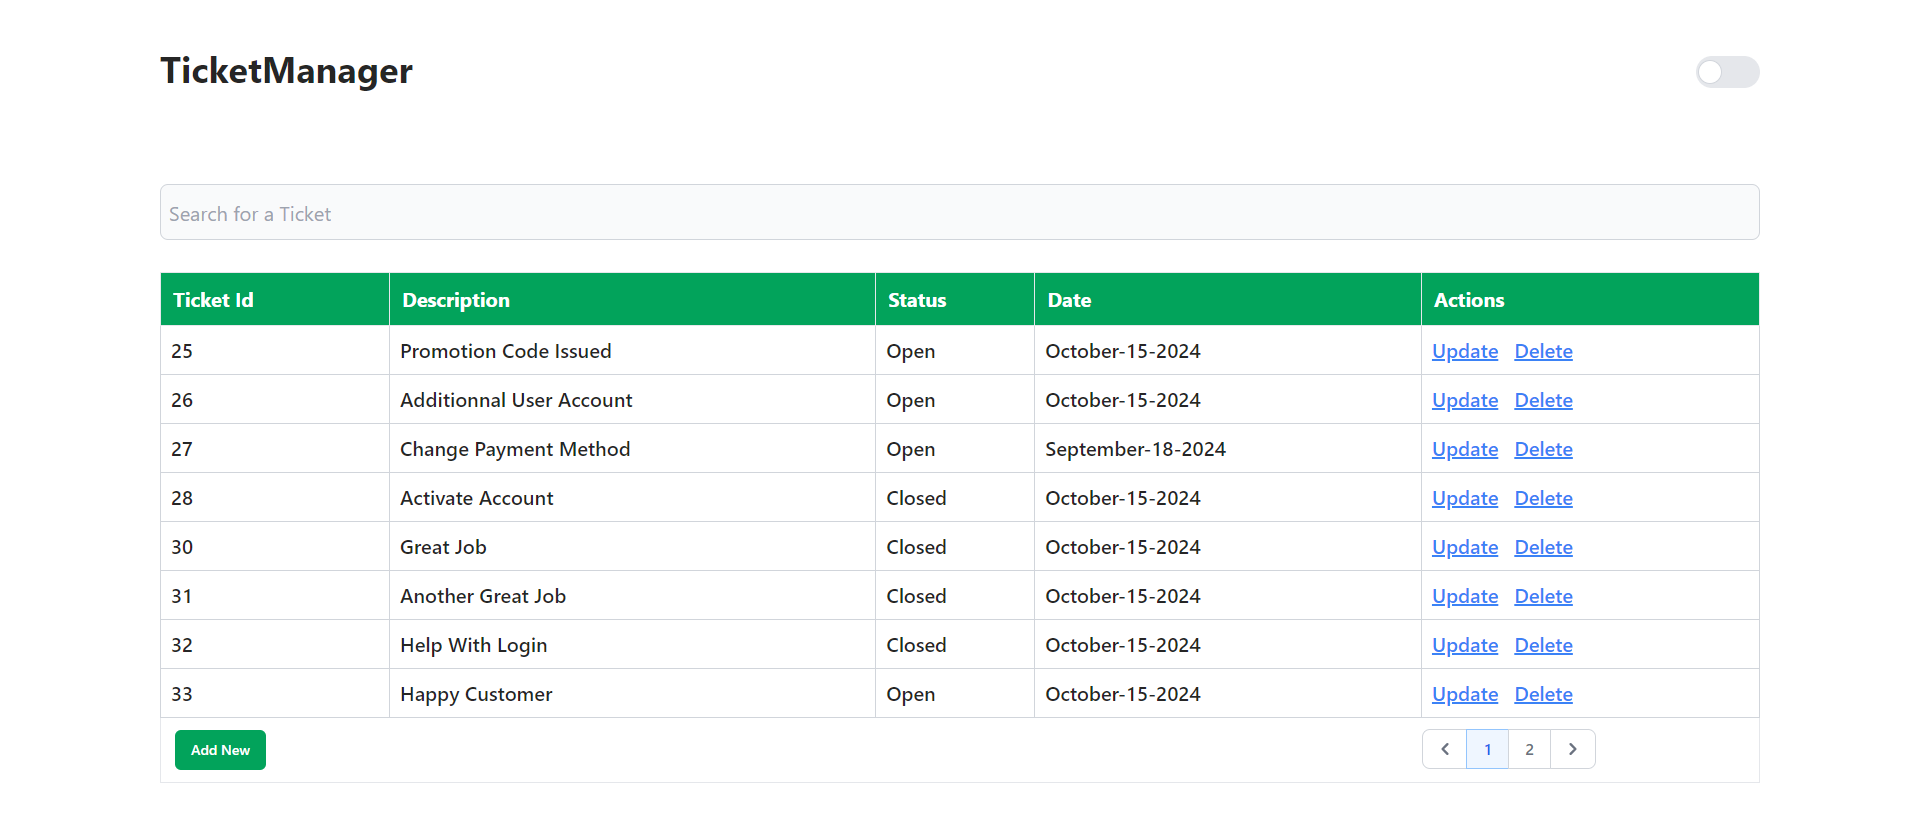 TicketManager
Search for a Ticket
Ticket Id Description Status Date Actions
25 Promotion Code Issued Open October-15-2024 Update Delete
26 Additionnal User Account Open October-15-2024 Update Delete
27 Change Payment Method Open September-18-2024 Update Delete
28 Activate Account Closed October-15-2024 Update Delete
30 Great Job Closed October-15-2024 Update Delete
31 Another Great Job Closed October-15-2024 Update Delete
32 Help With Login Closed October-15-2024 Update Delete
33 Happy Customer Open October-15-2024 Update Delete
Add New 1 2